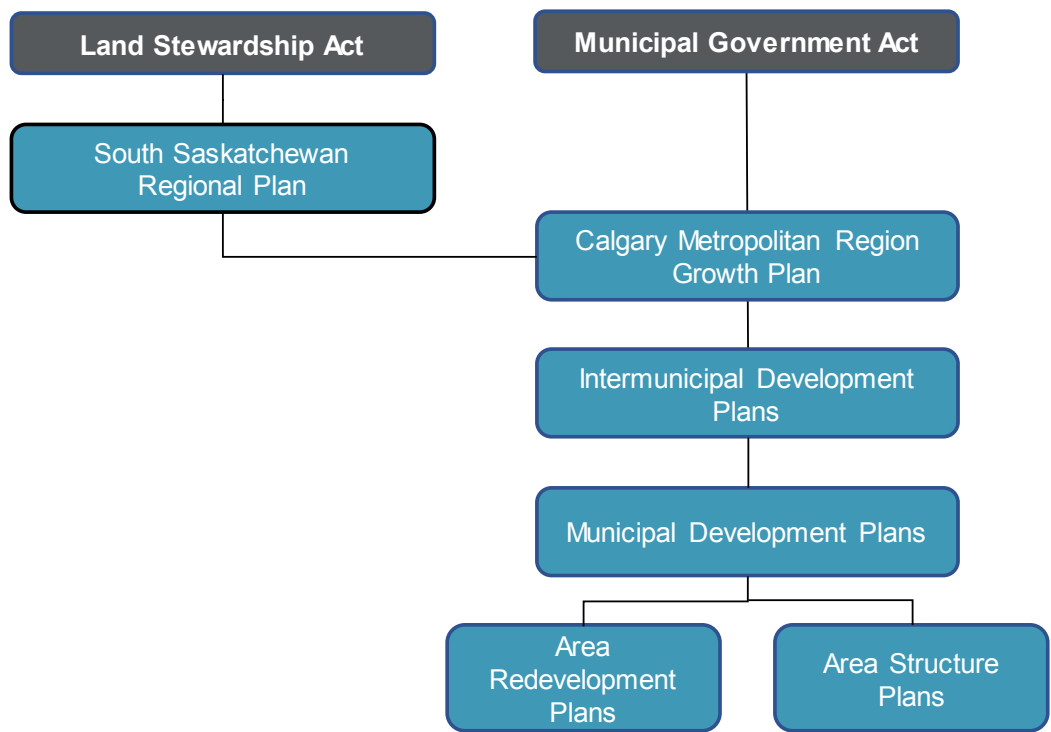 Land Stewardship Act
Municipal Government Act
South Saskatchewan
Regional Plan
Calgary Metropolitan Region
Growth Plan
Intermunicipal Development
Plans
Municipal Development Plans
Area
Redevelopment
Plans
Area Structure
Plans